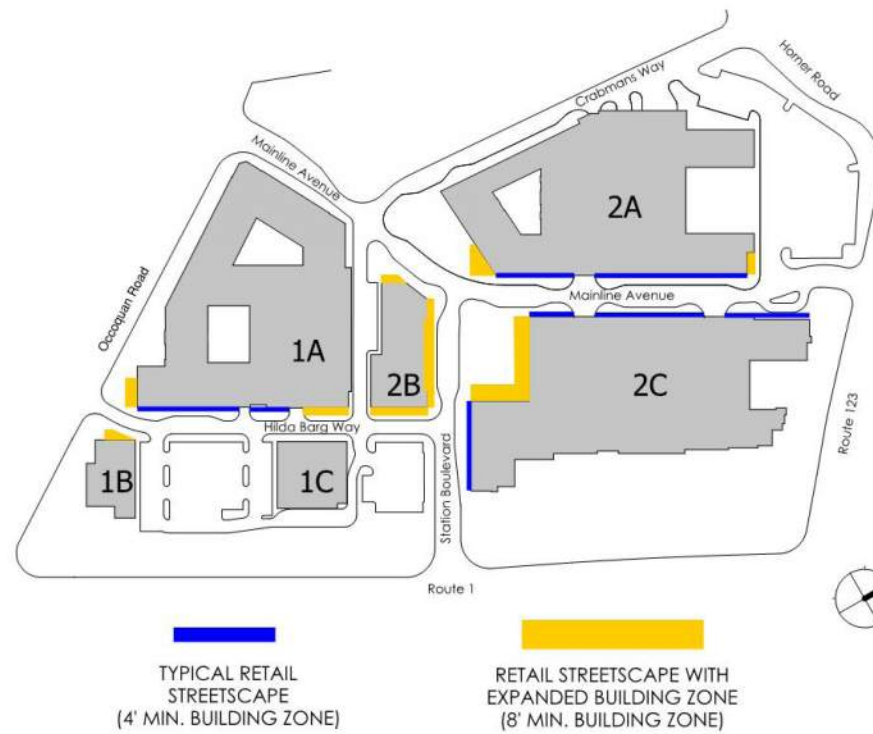 Horner Road
Crabmans Way
Mainline Avenue
2A
Occoquan Road
Mainline Avenue
1A
2B
2C
Hilda Barg Way
Route 123
1B
1C
Station Boulevard
Route 1
TYPICAL RETAIL
STREETSCAPE
(4' MIN. BUILDING ZONE)
RETAIL STREETSCAPE WITH
EXPANDED BUILDING ZONE
(8' MIN. BUILDING ZONE)